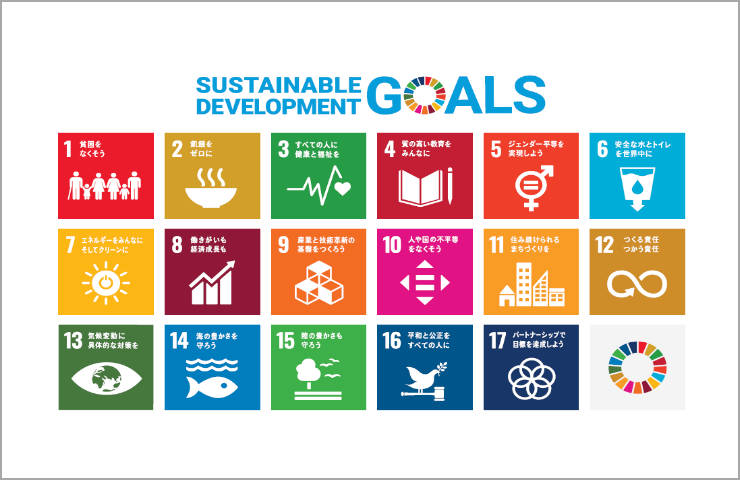 SUSTAINABLE
DEVELOPMENT
GOALS
1 貧困を
なくそう
2 飢餓を
ゼロに
3 すべての人に
健康と福祉を
4 質の高い教育を
みんなに
5 ジェンダー平等を
実現しよう
6 安全な水とトイレ
を世界中に
7 エネルギーをみんなに
そしてクリーンに
8 働きがいも
経済成長も
9 産業と技術革新の
基盤をつくろう
10 人や国の不平等
をなくそう
11 住み続けられる
まちづくりを
12 つくる責任
つかう責任
13 気候変動に
具体的な対策を
14 海の豊かさを
守ろう
15 陸の豊かさも
守ろう
16 平和と公正を
すべての人に
17 パートナーシップで
目標を達成しよう